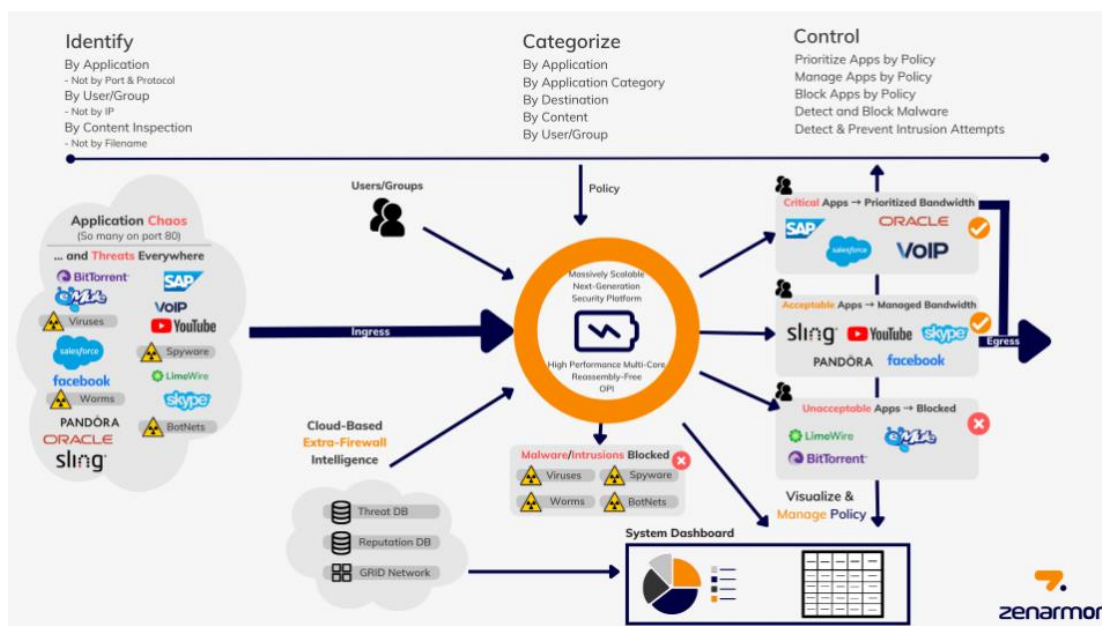 Identify
By Application
- Not by Port & Protocol
By User/Group
- Not by IP
By Content Inspection
- Not by Filename
Categorize
By Application
By Application Category
By Destination
By Content
By User/Group
Control
Prioritize Apps by Policy
Manage Apps by Policy
Block Apps by Policy
Detect and Block Malware
Detect & Prevent Intrusion Attempts
Application Chaos
(So many on port 80)
... and Threats Everywhere
BitTorrent
SAP
eMule
VoIP
Viruses
YouTube
salesforce
Spyware
facebook
LimeWire
Worms
skype
PANDORA
BotNets
ORACLE
sling
Users/Groups
Policy
Ingress
Massively Scalable
Next-Generation
Security Platform
High Performance Multi-Core
Reassembly-Free
OPI
Cloud-Based
Extra-Firewall
Intelligence
Threat DB
Reputation DB
GRID Network
Malware/Intrusions Blocked
Viruses
Spyware
Worms
BotNets
Critical Apps → Prioritized Bandwidth
SAP
ORACLE
salesforce
VOIP
Acceptable Apps → Managed Bandwidth
sling
YouTube
skype
PANDORA
facebook
Egress
Unacceptable Apps → Blocked
LimeWire
eMule
BitTorrent
Visualize &
Manage Policy
System Dashboard
zenarmor